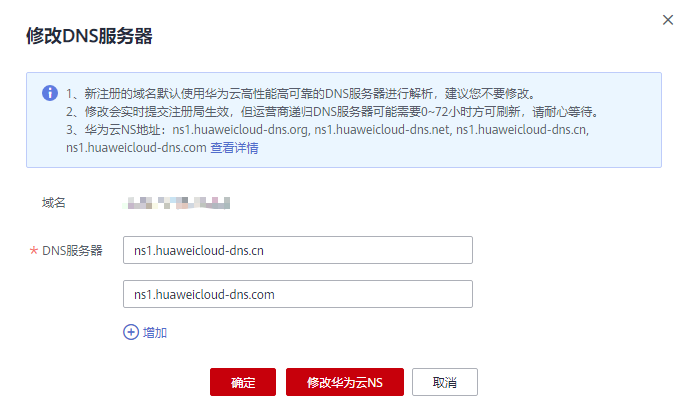 修改DNS服务器
1、新注册的域名默认使用华为云高性能高可靠的DNS服务器进行解析，建议您不要修改。
2、修改会实时提交注册局生效，但运营商递归DNS服务器可能需要0~72小时方可刷新，请耐心等待。
3、华为云NS地址：ns1.huaweicloud-dns.org, ns1.huaweicloud-dns.net, ns1.huaweicloud-dns.cn,
ns1.huaweicloud-dns.com 查看详情
域名
* DNS服务器
ns1.huaweicloud-dns.cn
ns1.huaweicloud-dns.com
增加
确定 修改华为云NS 取消